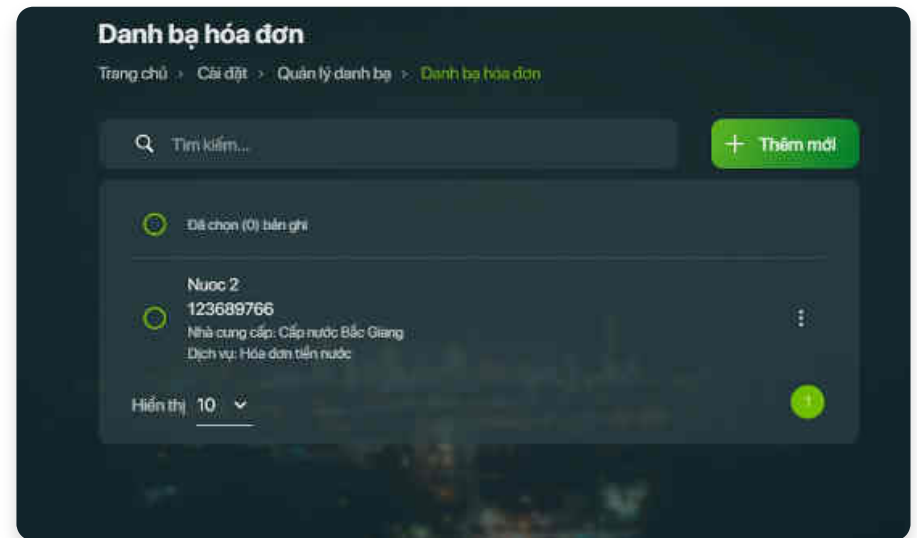 Danh bạ hóa đơn
Trang chủ > Cài đặt > Quản lý danh bạ > Danh bạ hóa đơn
Tìm kiếm...
+ Thêm mới
Đã chọn (0) bản ghi
Nuoc 2
123689766
Nhà cung cấp: Cấp nước Bắc Giang
Dịch vụ: Hóa đơn tiền nước
Hiển thị 10
1